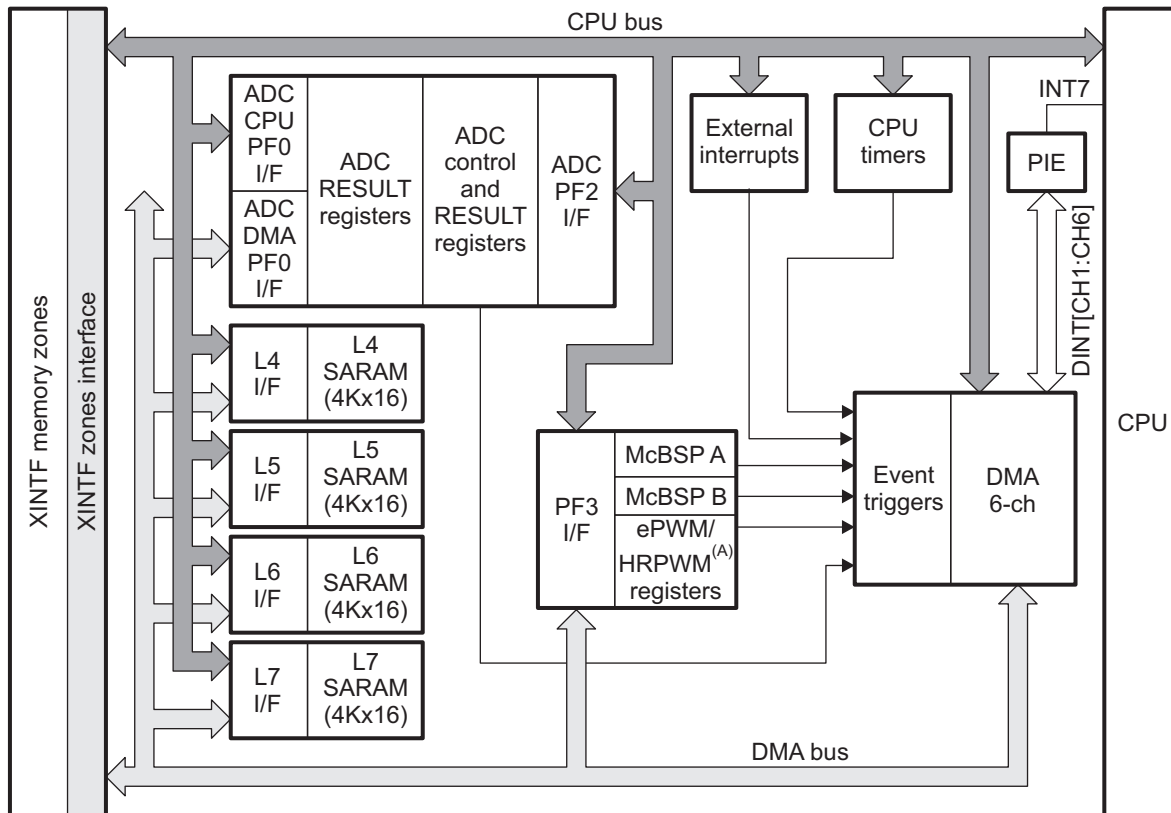 CPU bus
INT7
ADC
CPU
PF0
I/F
ADC
DMA
PF0
I/F
ADC
RESULT
registers
ADC
control
and
RESULT
registers
ADC
PF2
I/F
External
interrupts
CPU
timers
PIE
DINT[CH1:CH6]
XINTF memory zones
XINTF zones interface
CPU
L4
I/F
L4
SARAM
(4Kx16)
L5
I/F
L5
SARAM
(4Kx16)
L6
I/F
L6
SARAM
(4Kx16)
L7
I/F
L7
SARAM
(4Kx16)
PF3
I/F
McBSP A
McBSP B
ePWM/
HRPWM(A)
registers
Event
triggers
DMA
6-ch
DMA bus